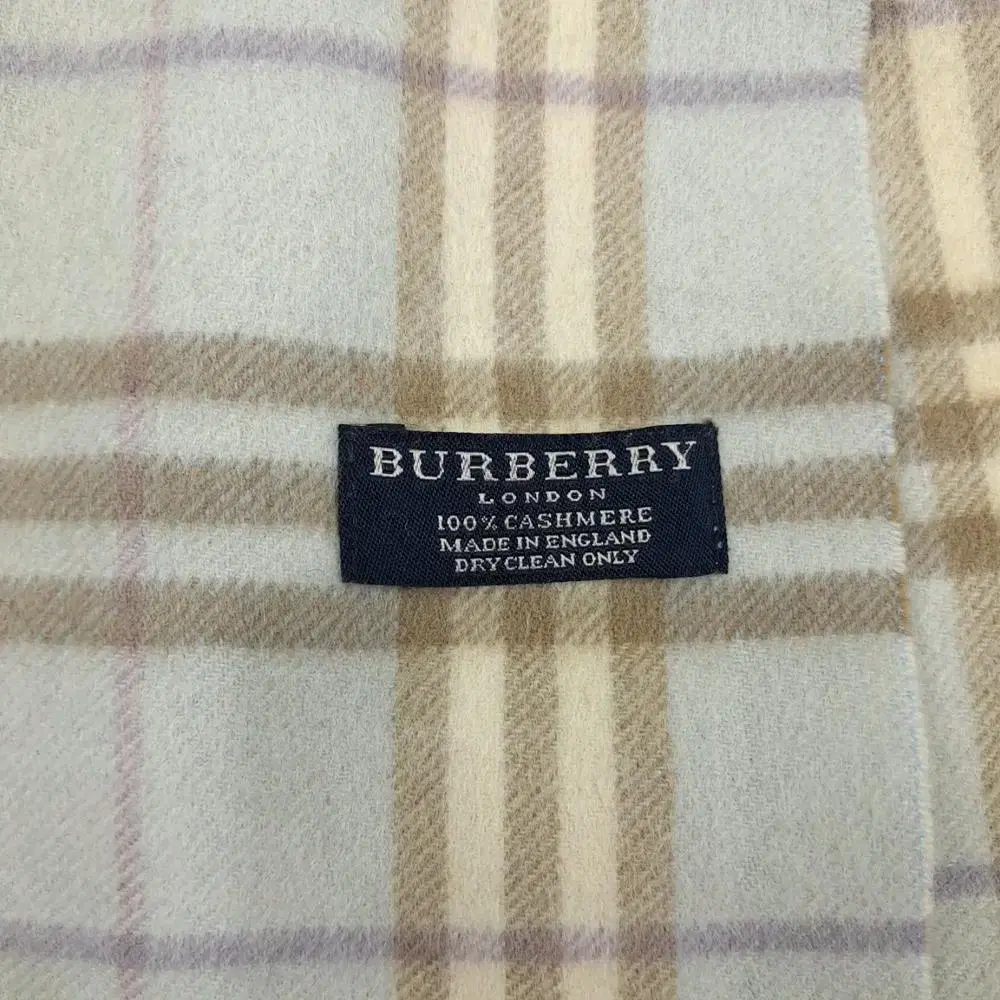 BURBERRY
LONDON
100% CASHMERE
MADE IN ENGLAND
DRY CLEAN ONLY